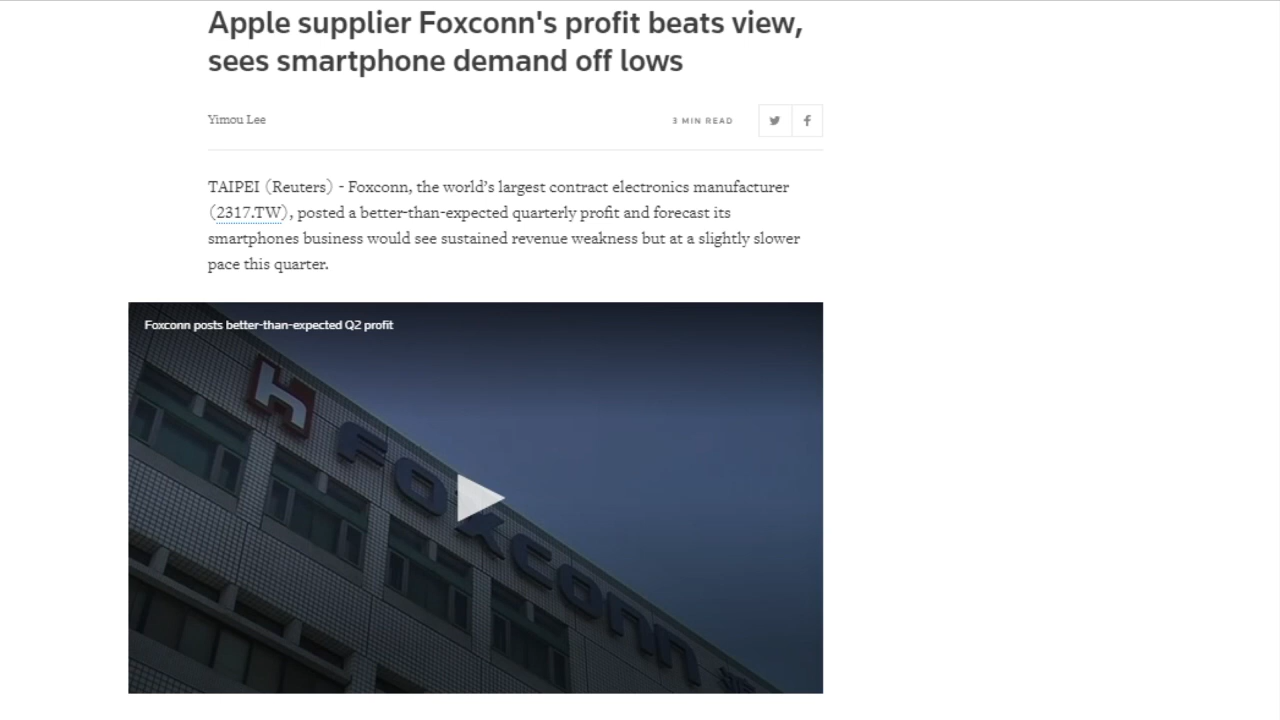 Apple supplier Foxconn's profit beats view,
sees smartphone demand off lows
Yimou Lee
3 MIN READ
TAIPEI (Reuters) - Foxconn, the world’s largest contract electronics manufacturer
(2317.TW), posted a better-than-expected quarterly profit and forecast its
smartphones business would see sustained revenue weakness but at a slightly slower
pace this quarter.
Foxconn posts better-than-expected Q2 profit
FOXCONN